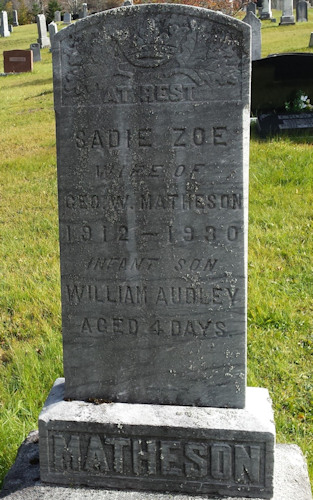 AT REST
SADIE ZOE
WIFE OF
GEO. W. MATHESON
1912 – 1930
INFANT SON
WILLIAM AUDLEY
AGED 4 DAYS.
MATHESON